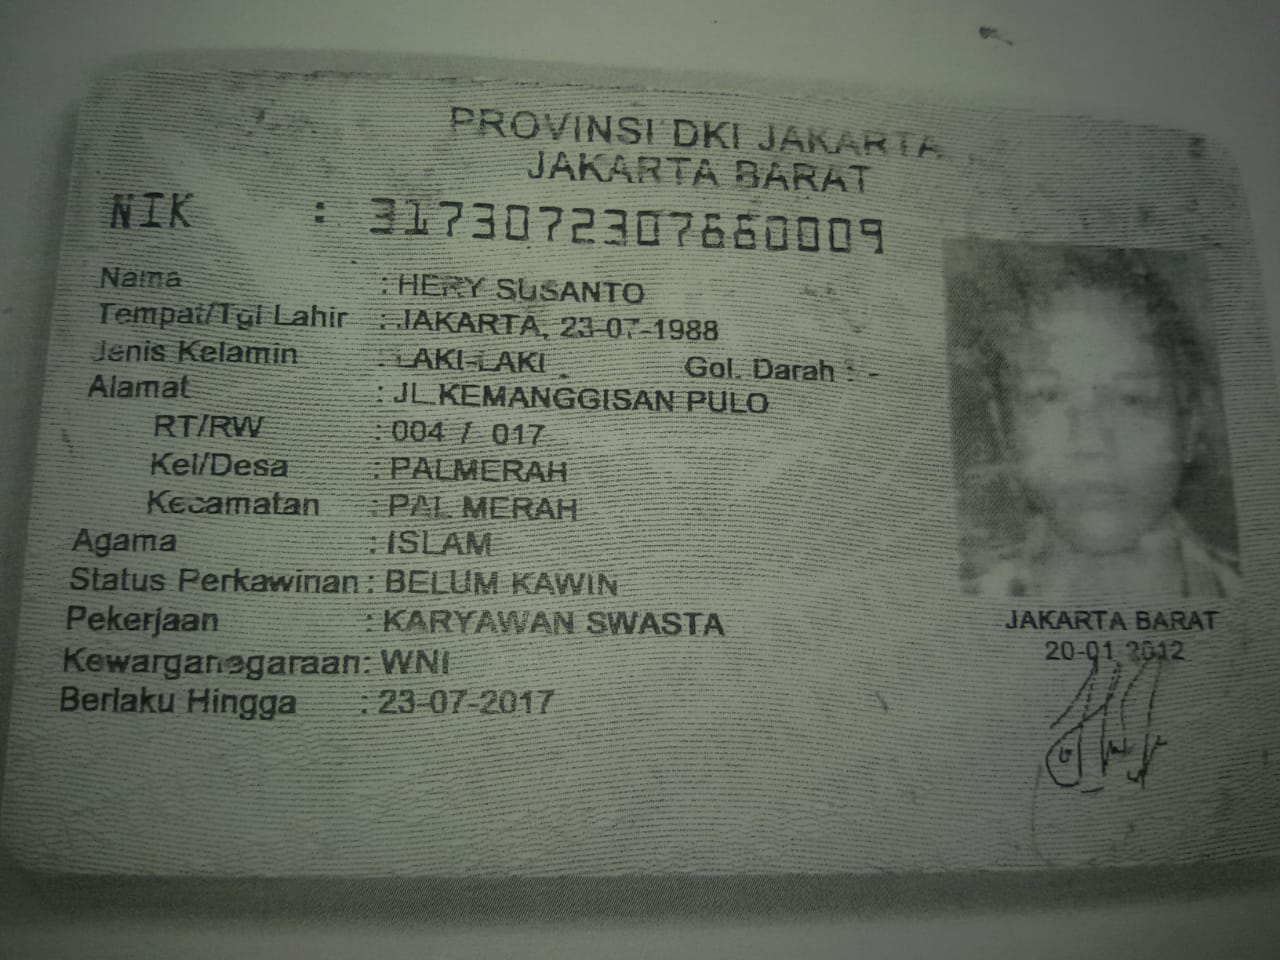 PROVINSI DKI JAKARTA
JAKARTA BARAT
NIK : 3173072307660009
Nama : HERY SUSANTO
Tempat/Tgl Lahir : JAKARTA, 23-07-1988
Jenis Kelamin : LAKI-LAKI Gol. Darah : -
Alamat : JL.KEMANGGISAN PULO
RT/RW : 004 / 017
Kel/Desa : PALMERAH
Kecamatan : PAL MERAH
Agama : ISLAM
Status Perkawinan : BELUM KAWIN
Pekerjaan : KARYAWAN SWASTA
Kewarganegaraan : WNI
Berlaku Hingga : 23-07-2017
JAKARTA BARAT
20-01-2012